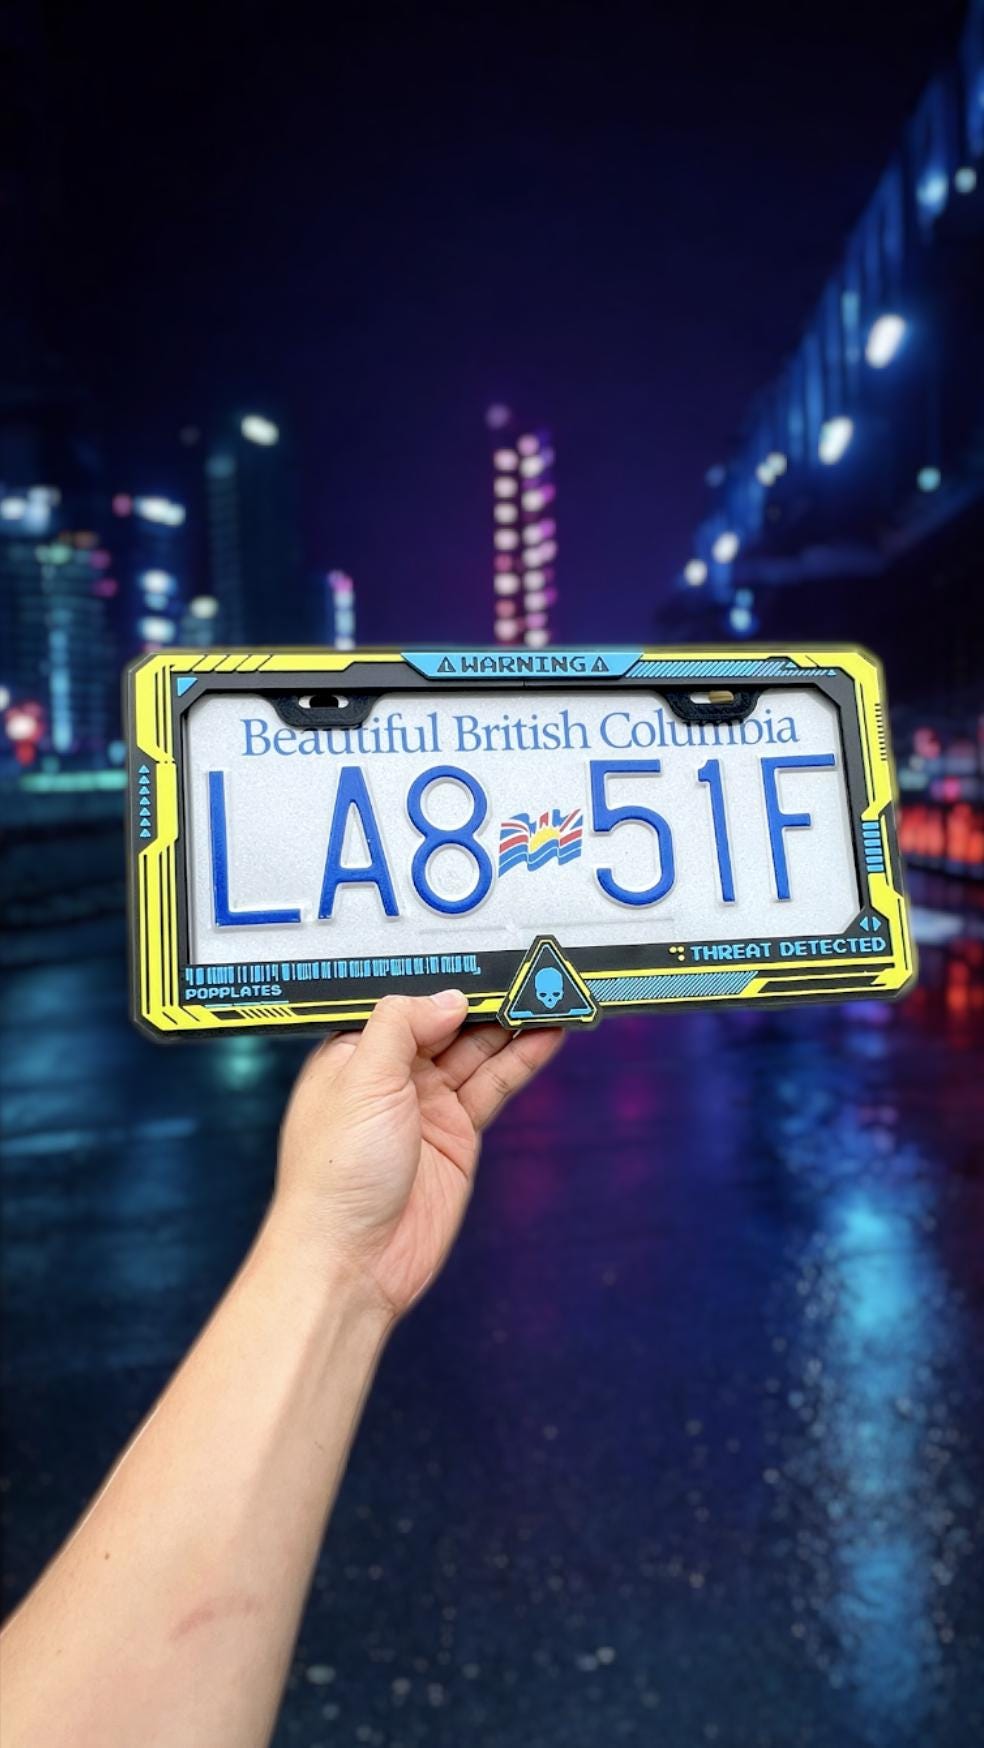 WARNING
Beautiful British Columbia
LA8 51F
THREAT DETECTED
POPPLATES